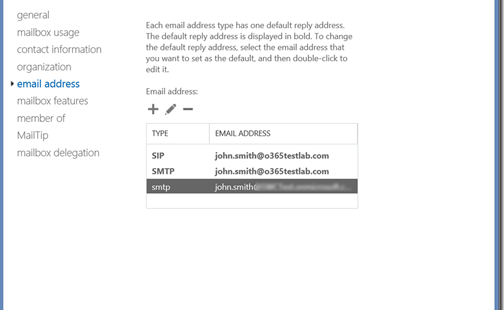 general
mailbox usage
contact information
organization
email address
mailbox features
member of
MailTip
mailbox delegation
Each email address type has one default reply address.
The default reply address is displayed in bold. To change
the default reply address, select the email address that
you want to set as the default, and then double-click to
edit it.
Email address:
TYPE EMAIL ADDRESS
SIP john.smith@o365testlab.com
SMTP john.smith@o365testlab.com
smtp john.smith